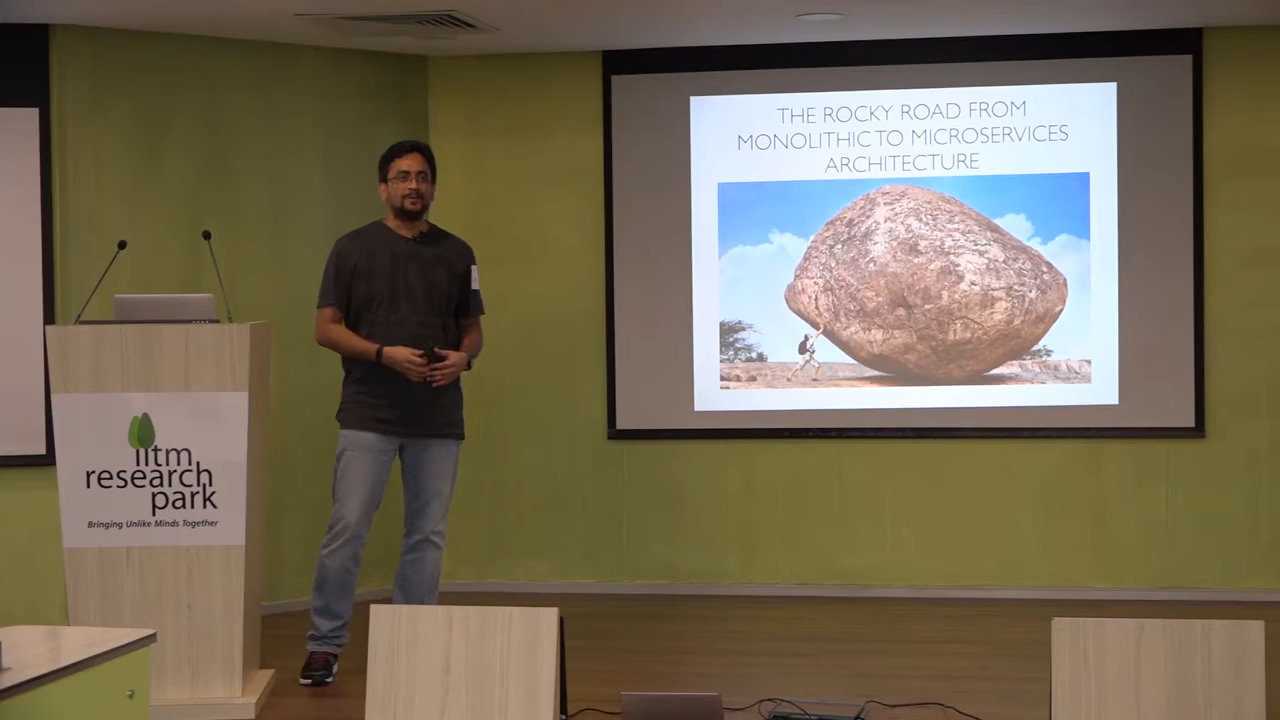 THE ROCKY ROAD FROM
MONOLITHIC TO MICROSERVICES
ARCHITECTURE
iitm
research
park
Bringing Unlike Minds Together